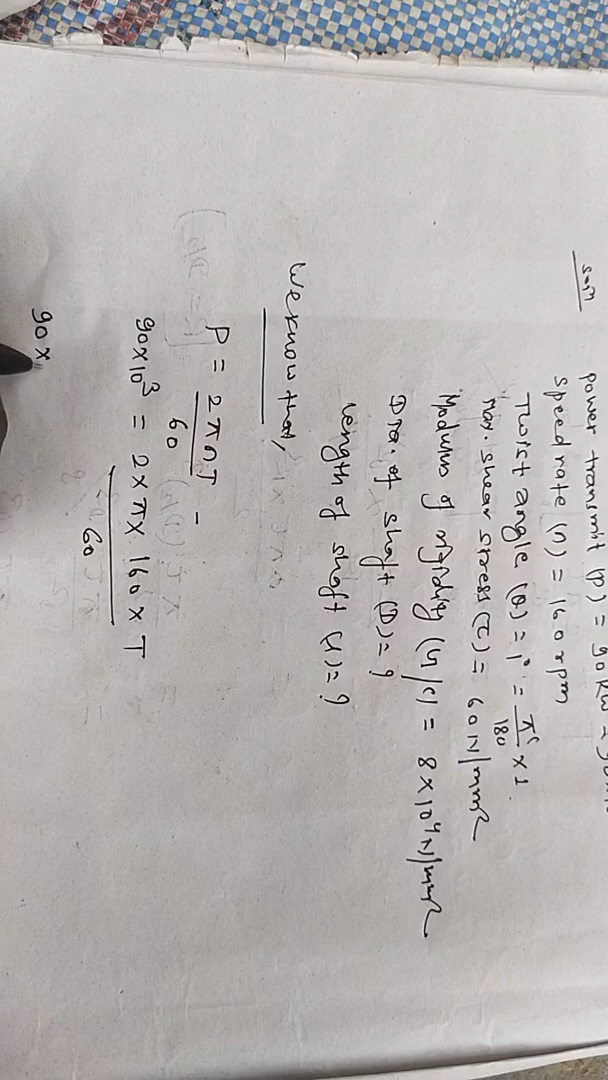 soln
power transmit (P) = 90 kw =
speed rate (n) = 160 rpm
Twist angle (θ) = 1° = π^c/180 × 1.
Max. shear stress (τ) = 60 N/mm²
Modulus of rigidity (G/c) = 8 × 10⁴ N/mm²
Dia. of shaft (D) = ?
Length of shaft (L) = ?
We know that,
P = 2πnT/60 -
90×10³ = 2×π×160×T/60
90×